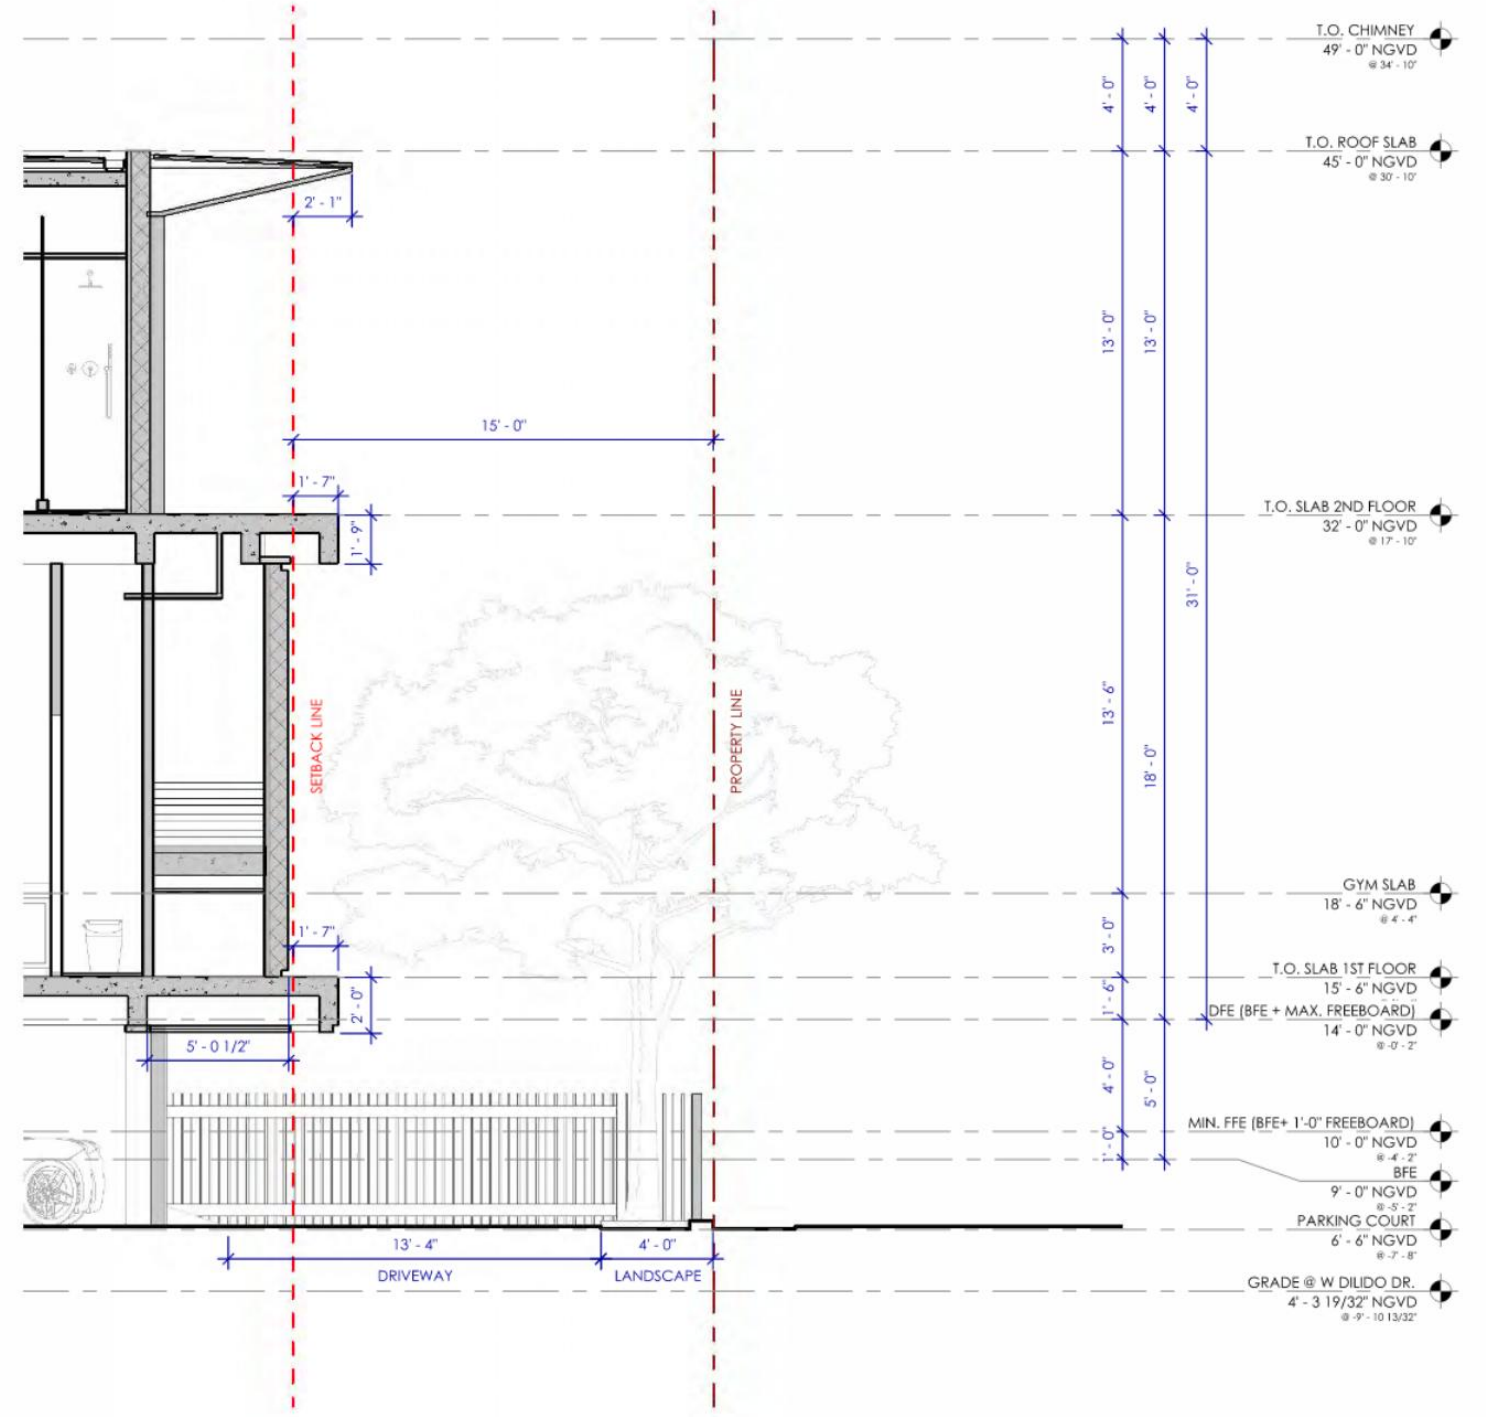 T.O. CHIMNEY
49' - 0" NGVD
@ 34' - 10"
4' - 0"
4' - 0"
4' - 0"
T.O. ROOF SLAB
45' - 0" NGVD
@ 30' - 10"
2' - 1"
13' - 0"
13' - 0"
15' - 0"
1' - 7"
1' - 9"
T.O. SLAB 2ND FLOOR
32' - 0" NGVD
@ 17' - 10"
31' - 0"
13' - 6"
18' - 0"
SETBACK LINE
PROPERTY LINE
GYM SLAB
18' - 6" NGVD
@ 4' - 4"
1' - 7"
3' - 0"
T.O. SLAB 1ST FLOOR
15' - 6" NGVD
2' - 0"
1' - 6"
DFE (BFE + MAX. FREEBOARD)
14' - 0" NGVD
@ -0' - 2"
5' - 0 1/2"
4' - 0"
5' - 0"
MIN. FFE (BFE+ 1'-0" FREEBOARD)
10' - 0" NGVD
@ -4' - 2"
1' - 0"
BFE
9' - 0" NGVD
@ -5' - 2"
PARKING COURT
6' - 6" NGVD
@ -7' - 8"
13' - 4"
4' - 0"
DRIVEWAY
LANDSCAPE
GRADE @ W DILIDO DR.
4' - 3 19/32" NGVD
@ -9' - 10 13/32"